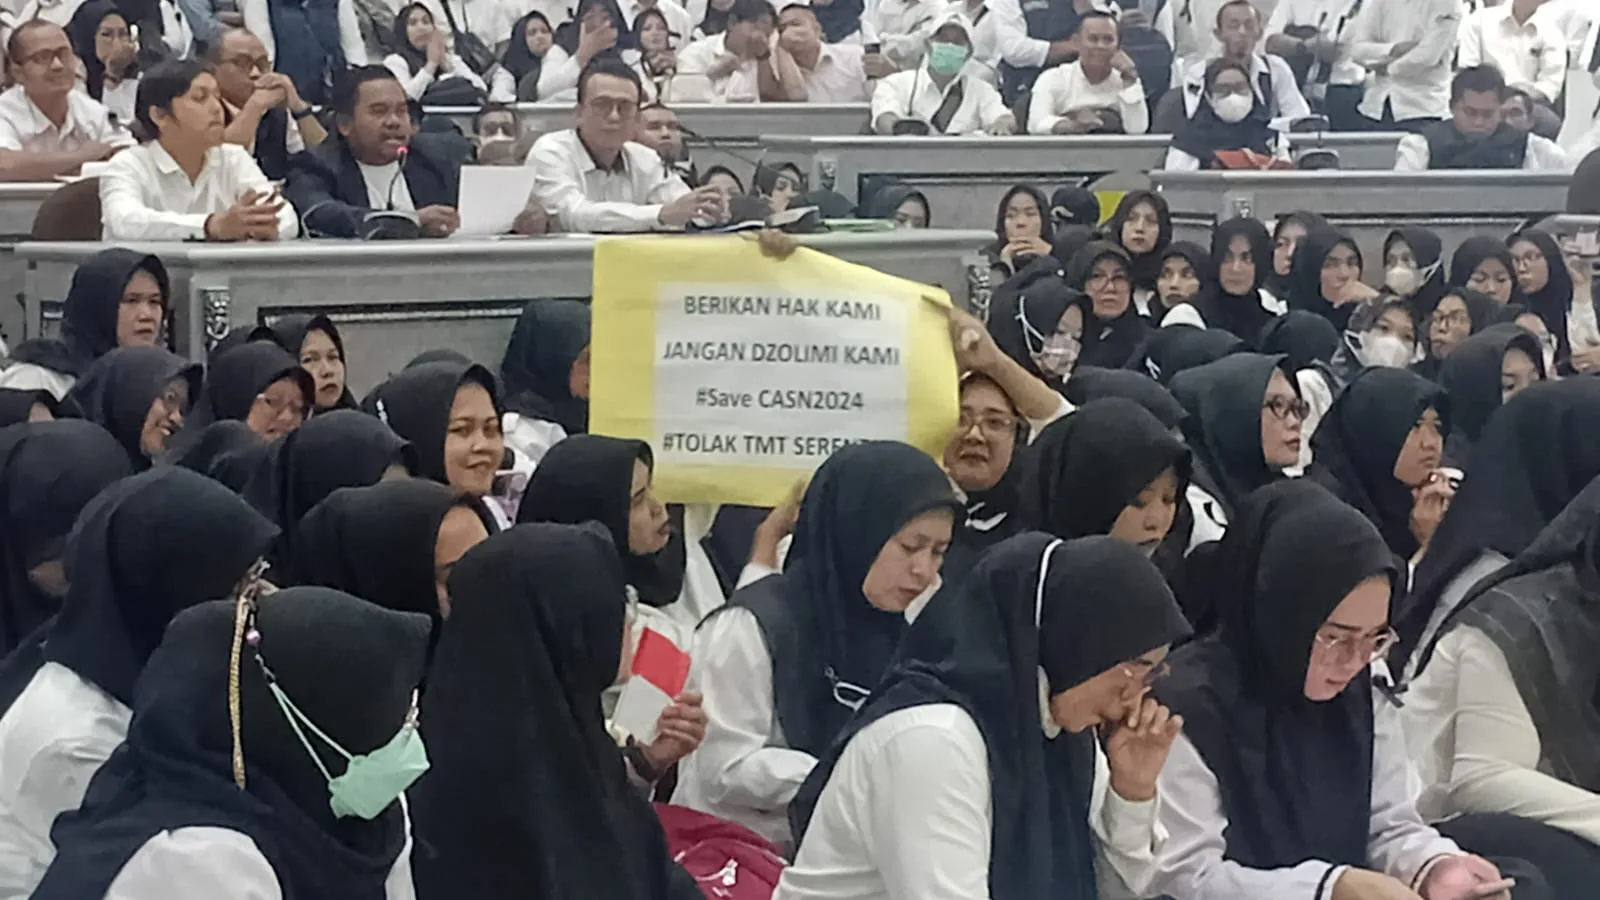 BERIKAN HAK KAMI
JANGAN DZOLIMI KAMI
#Save CASN2024
#TOLAK TMT